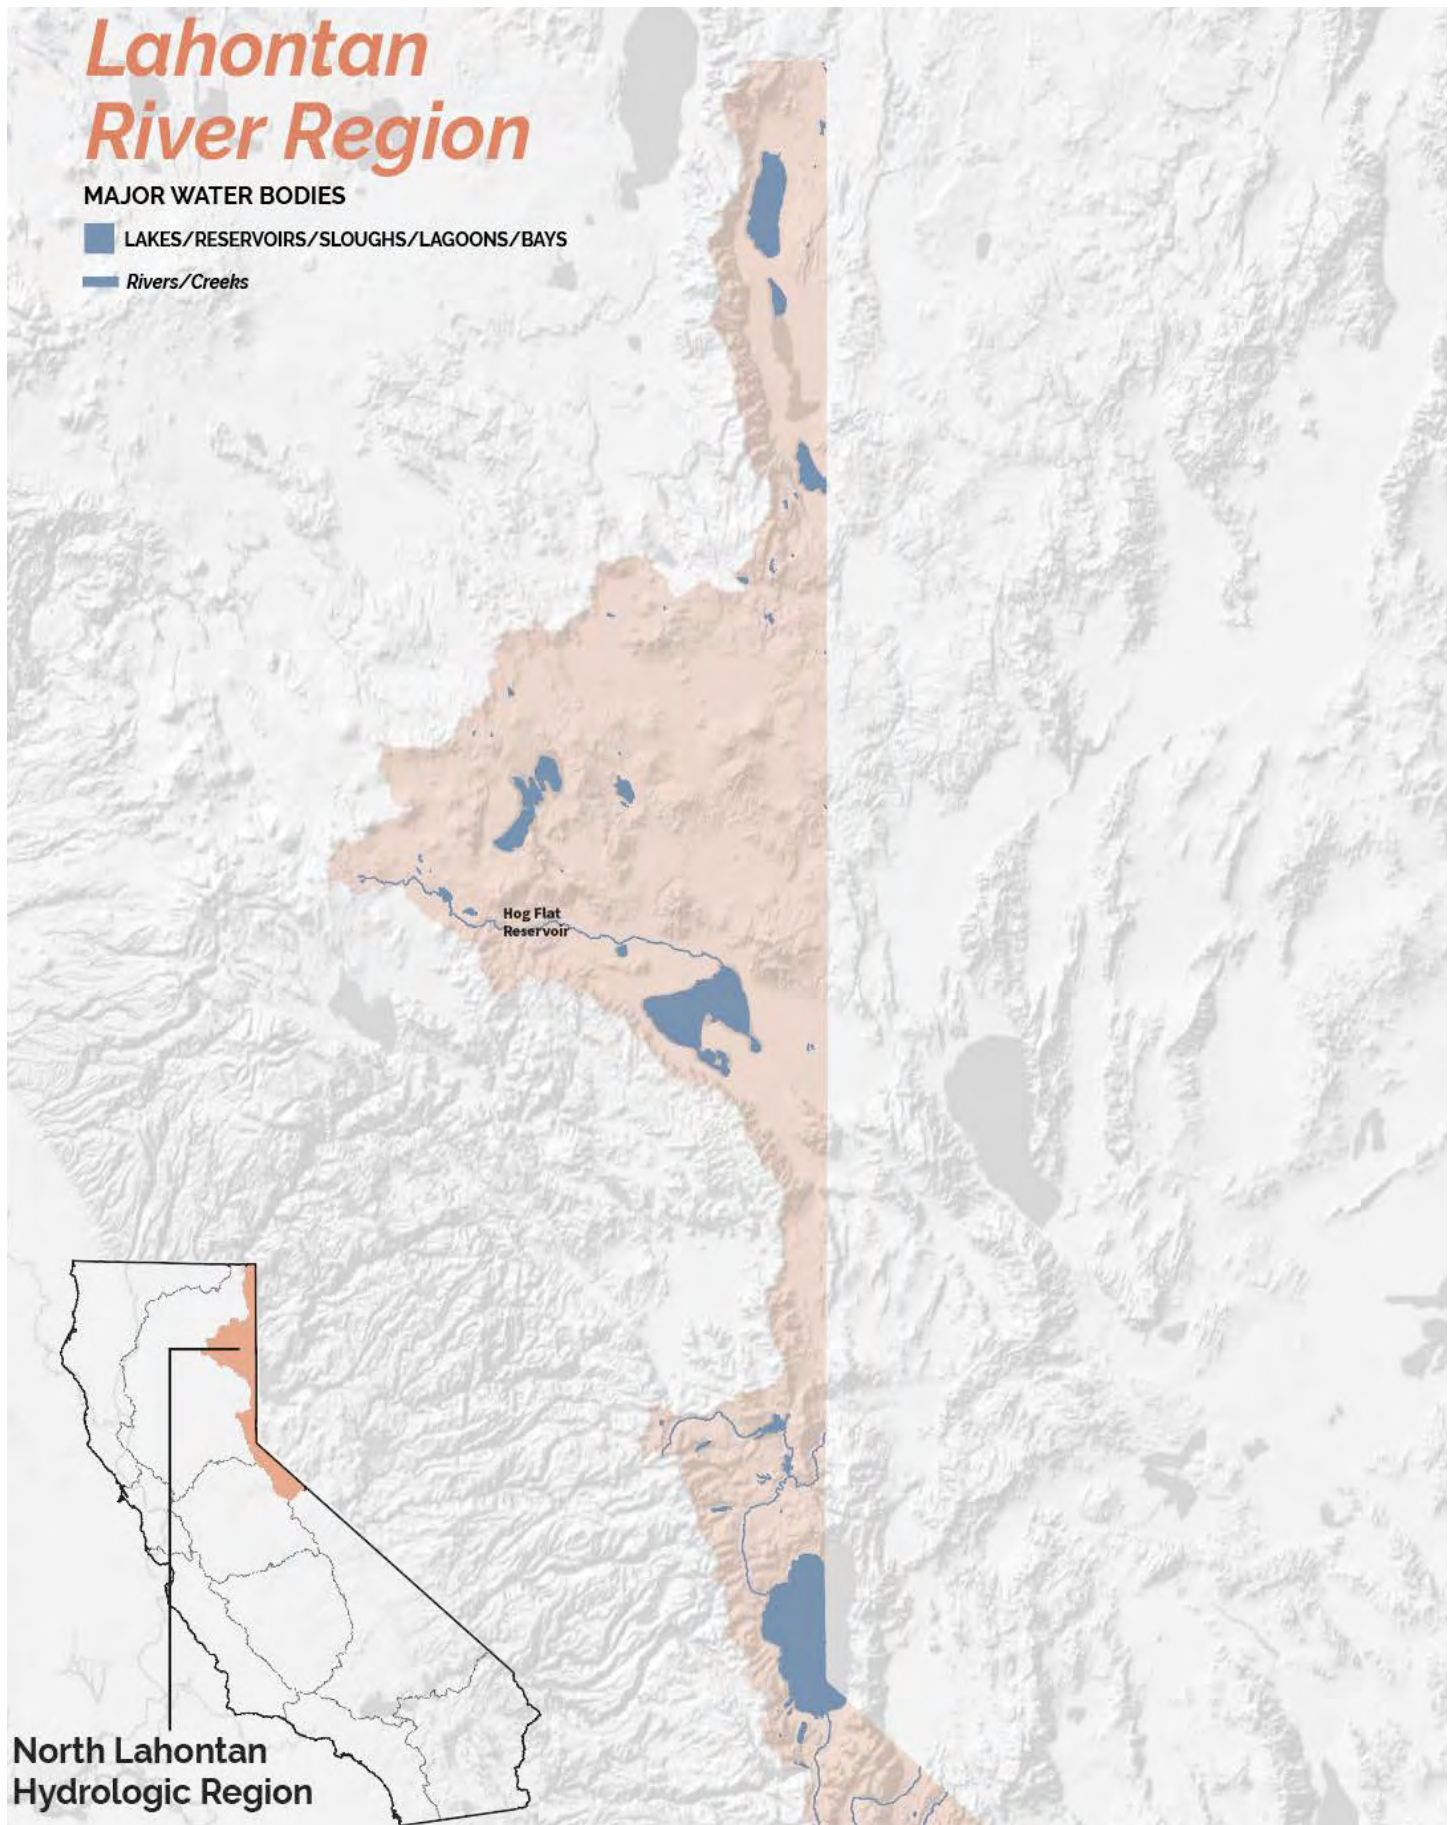 Lahontan
River Region
MAJOR WATER BODIES
LAKES/RESERVOIRS/SLOUGHS/LAGOONS/BAYS
Rivers/Creeks
Hog Flat
Reservoir
North Lahontan
Hydrologic Region